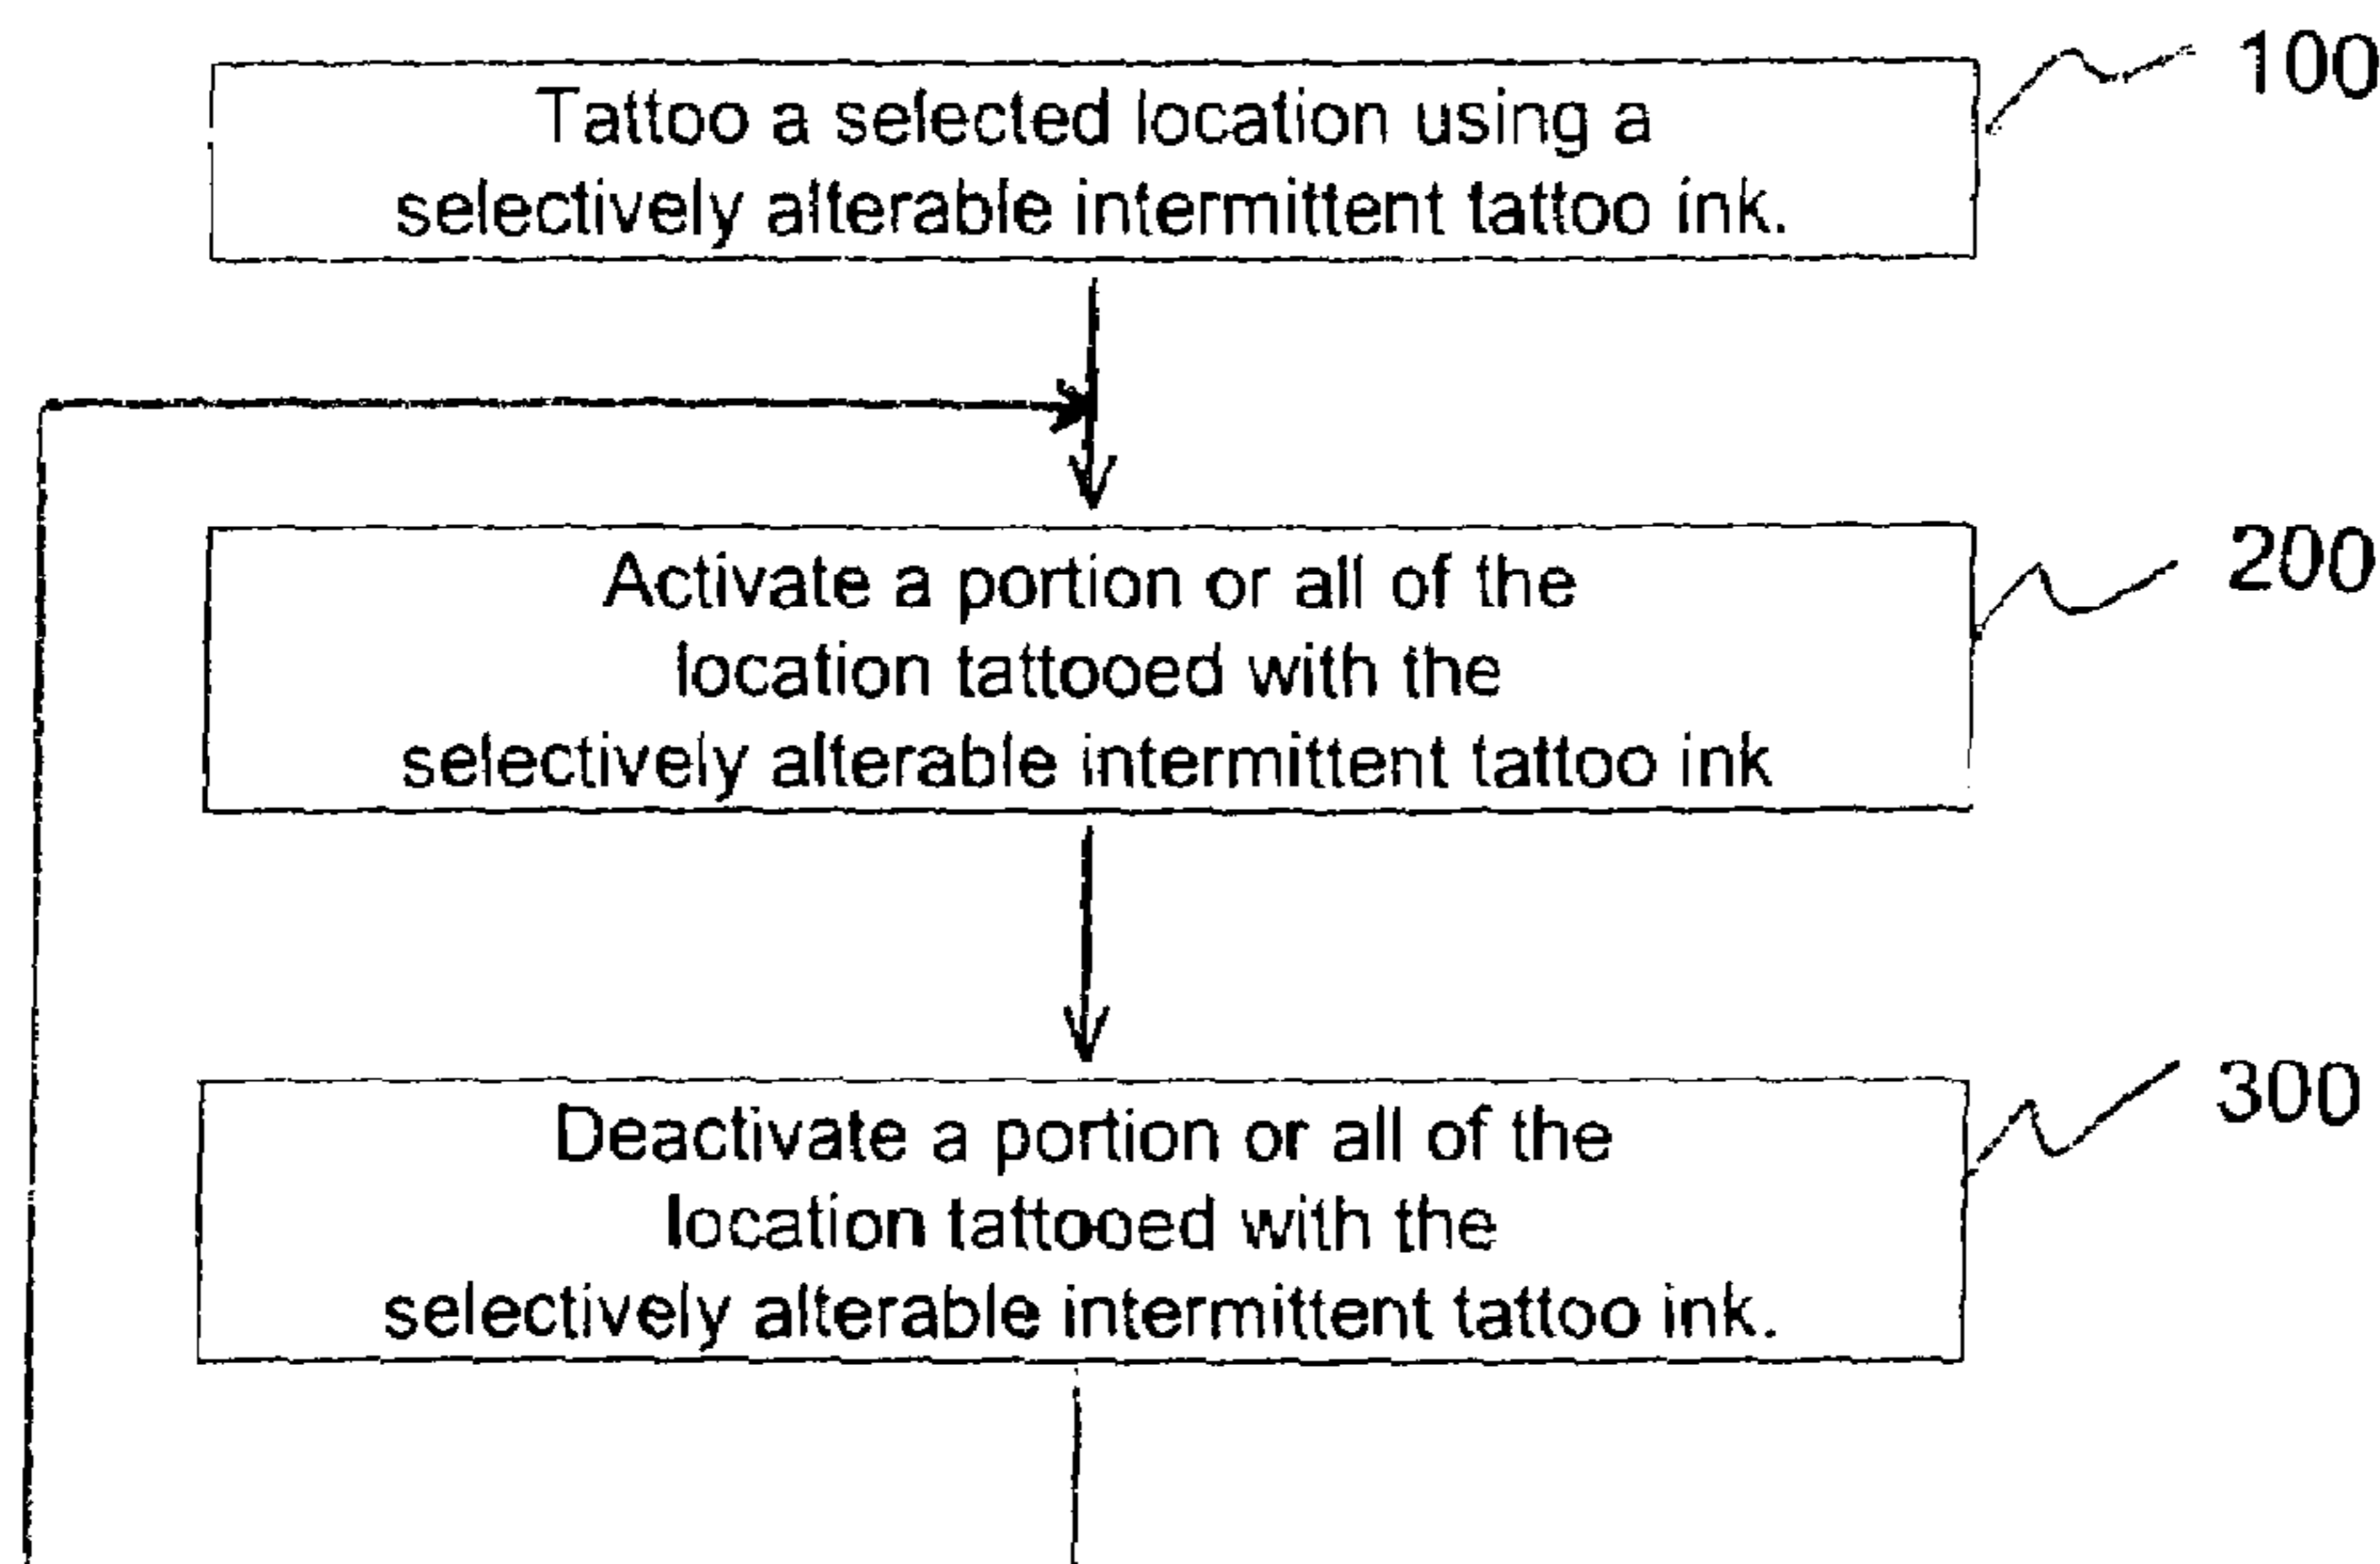 100
Tattoo a selected location using a
selectively alterable intermittent tattoo ink.
200
Activate a portion or all of the
location tattooed with the
selectively alterable intermittent tattoo ink
300
Deactivate a portion or all of the
location tattooed with the
selectively alterable intermittent tattoo ink.